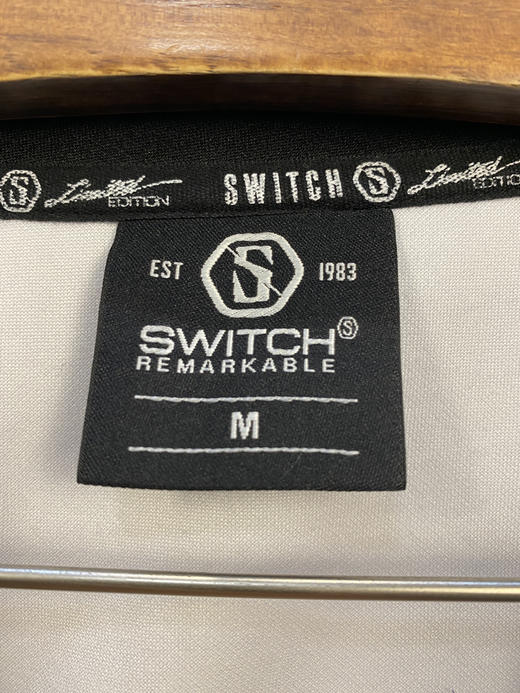 S Limited EDITION SWITCH S Limited EDITION
EST S 1983
SWITCH S
REMARKABLE
M